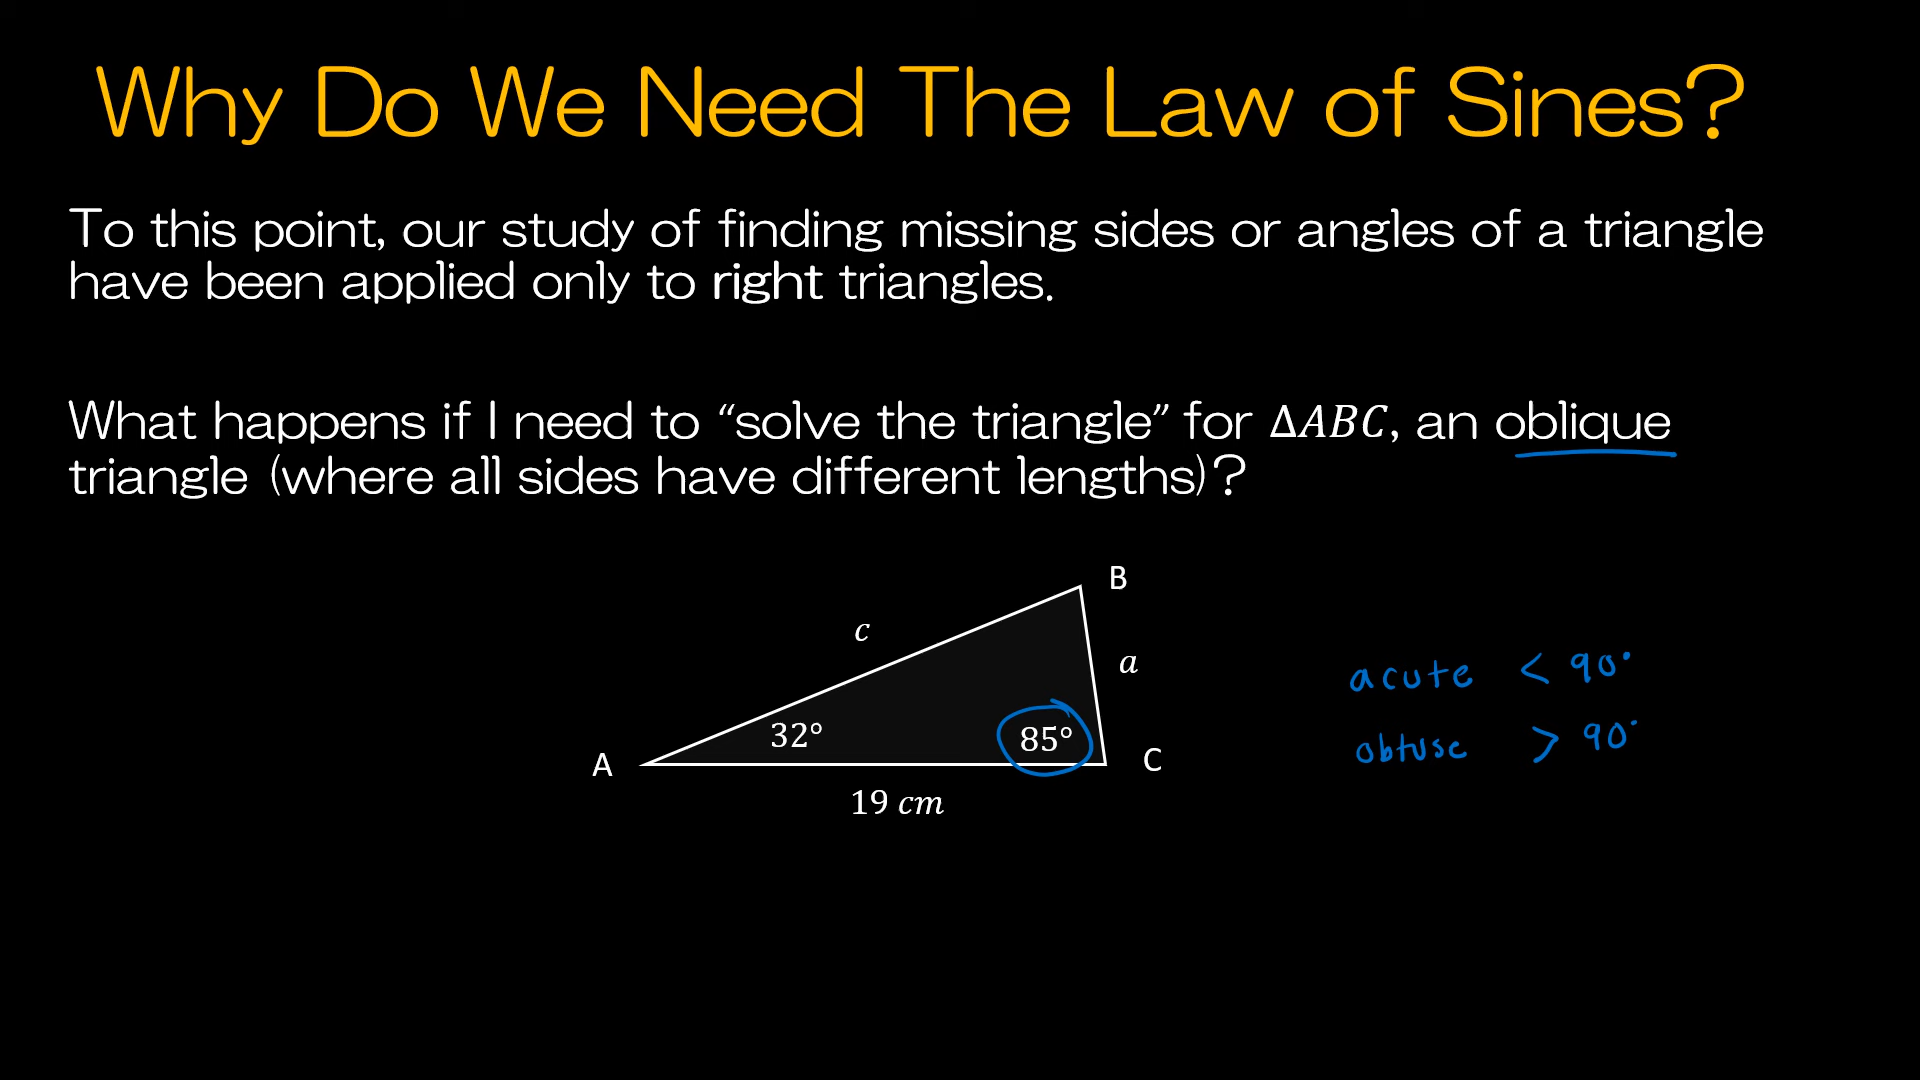 Why Do We Need The Law of Sines?
To this point, our study of finding missing sides or angles of a triangle
have been applied only to right triangles.
What happens if I need to “solve the triangle” for ΔABC, an oblique
triangle (where all sides have different lengths)?
B
c
a
acute < 90°
32°
85°
obtuse > 90°
A
C
19 cm